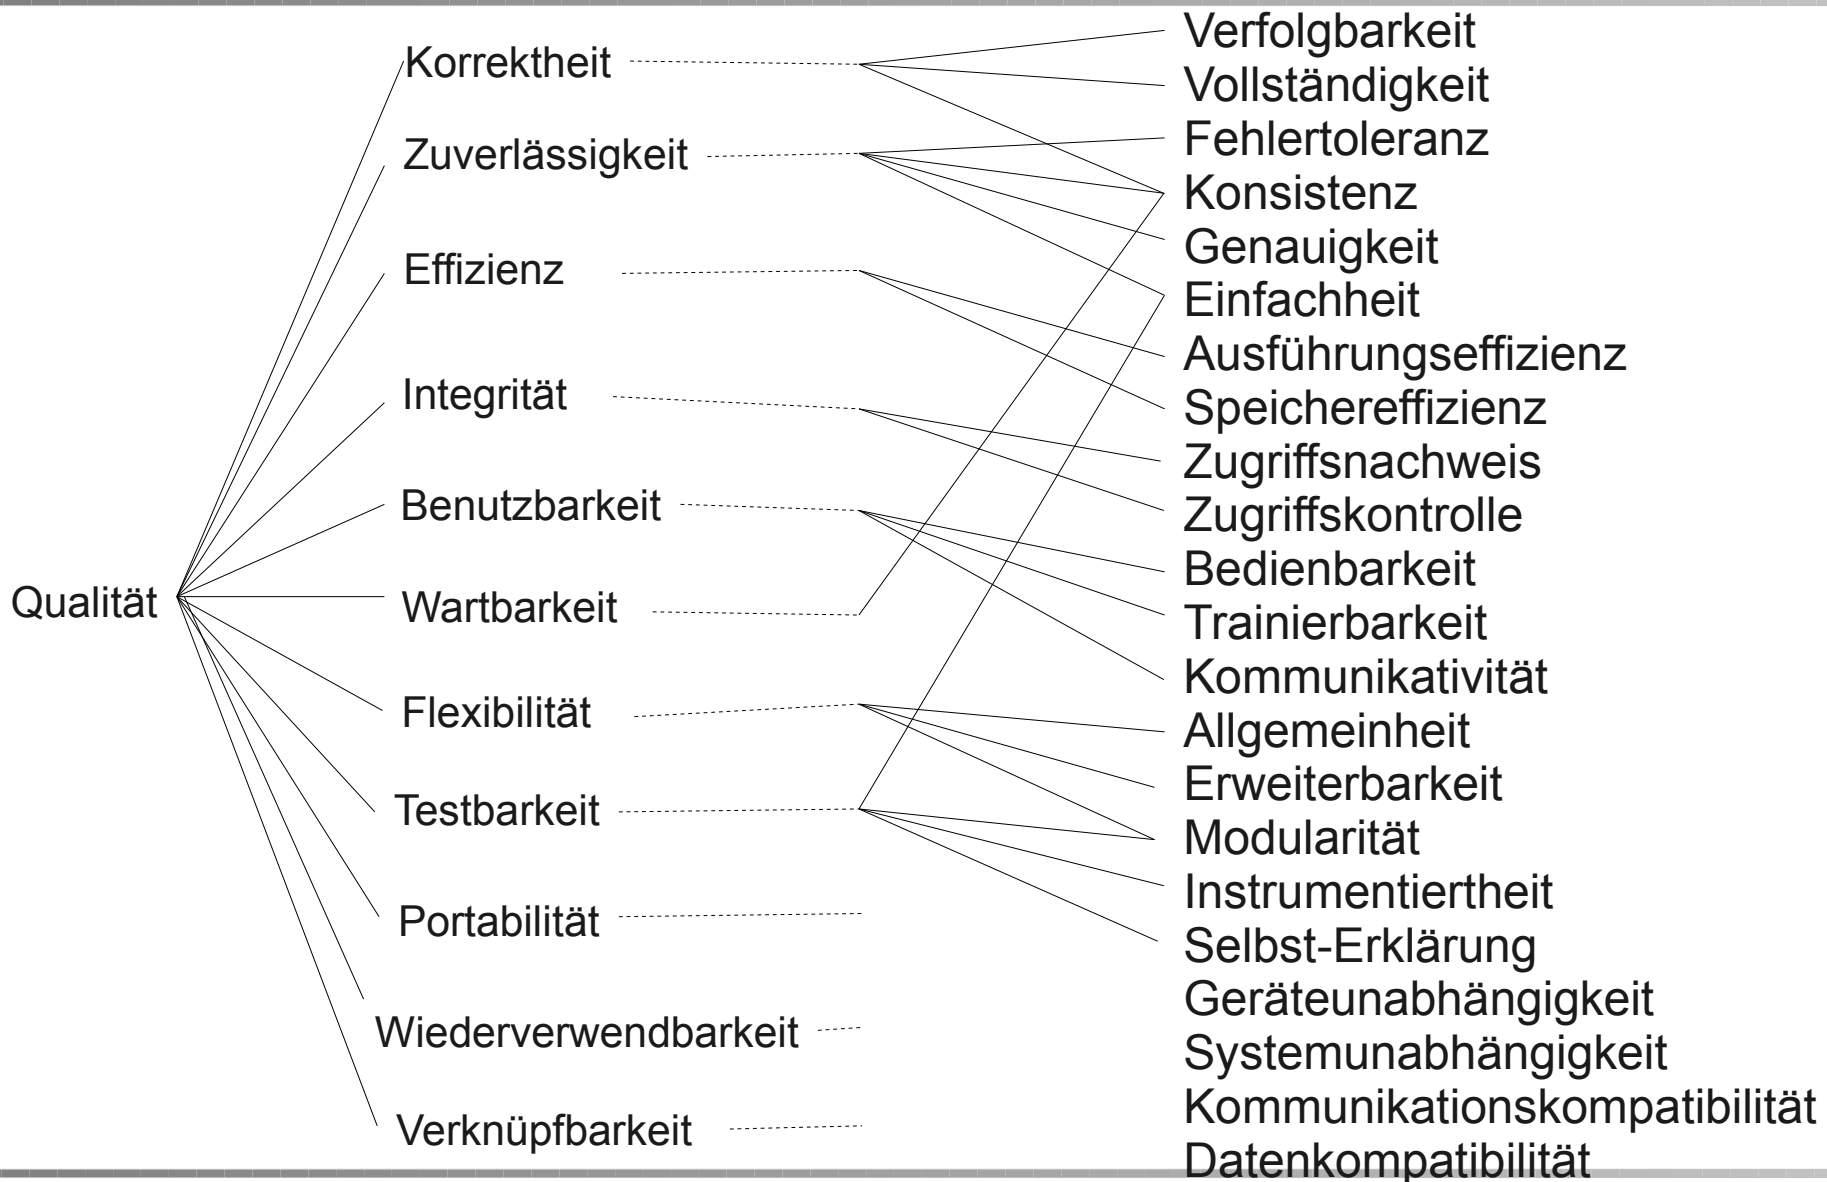 Qualität
Korrektheit
Zuverlässigkeit
Effizienz
Integrität
Benutzbarkeit
Wartbarkeit
Flexibilität
Testbarkeit
Portabilität
Wiederverwendbarkeit
Verknüpfbarkeit
Verfolgbarkeit
Vollständigkeit
Fehlertoleranz
Konsistenz
Genauigkeit
Einfachheit
Ausführungseffizienz
Speichereffizienz
Zugriffsnachweis
Zugriffskontrolle
Bedienbarkeit
Trainierbarkeit
Kommunikativität
Allgemeinheit
Erweiterbarkeit
Modularität
Instrumentiertheit
Selbst-Erklärung
Geräteunabhängigkeit
Systemunabhängigkeit
Kommunikationskompatibilität
Datenkompatibilität